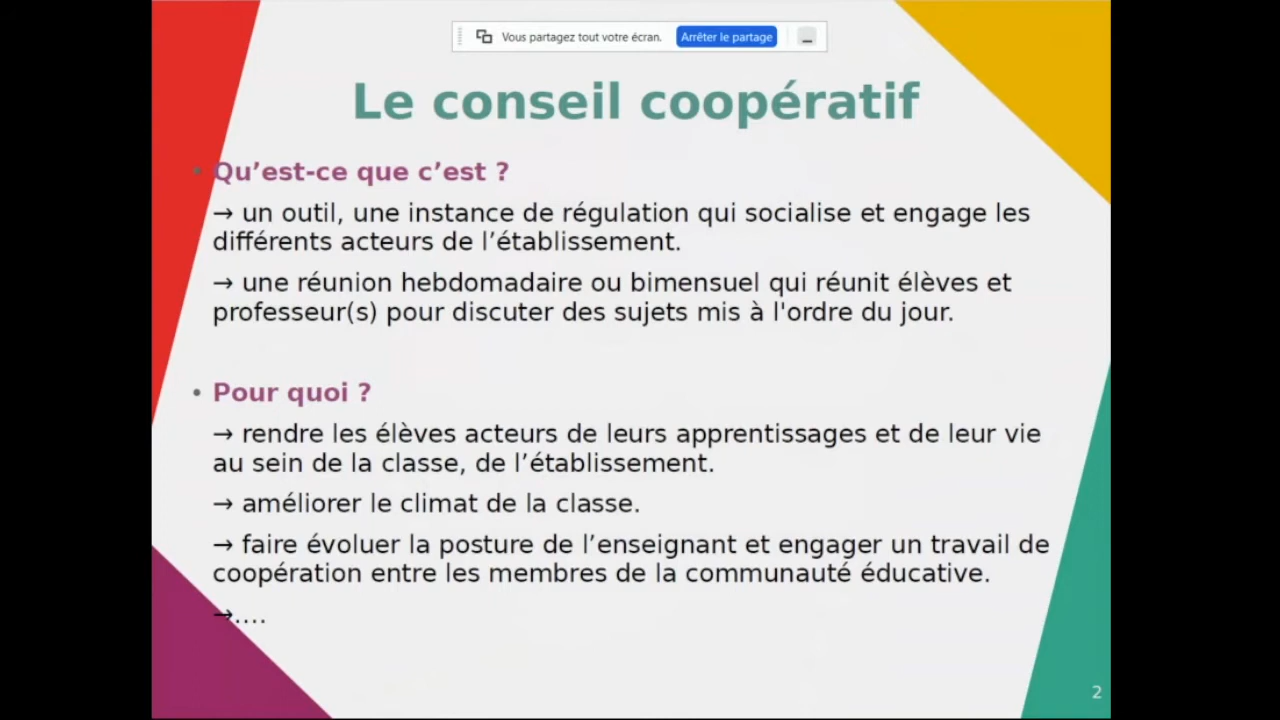 Vous partagez tout votre écran. Arrêter le partage
Le conseil coopératif
• Qu’est-ce que c’est ?
→ un outil, une instance de régulation qui socialise et engage les
différents acteurs de l’établissement.
→ une réunion hebdomadaire ou bimensuel qui réunit élèves et
professeur(s) pour discuter des sujets mis à l'ordre du jour.
• Pour quoi ?
→ rendre les élèves acteurs de leurs apprentissages et de leur vie
au sein de la classe, de l’établissement.
→ améliorer le climat de la classe.
→ faire évoluer la posture de l’enseignant et engager un travail de
coopération entre les membres de la communauté éducative.
→....
2